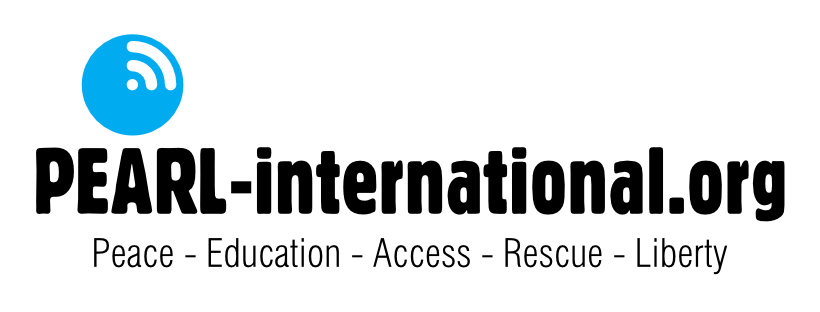 PEARL-international.org
Peace - Education - Access - Rescue - Liberty